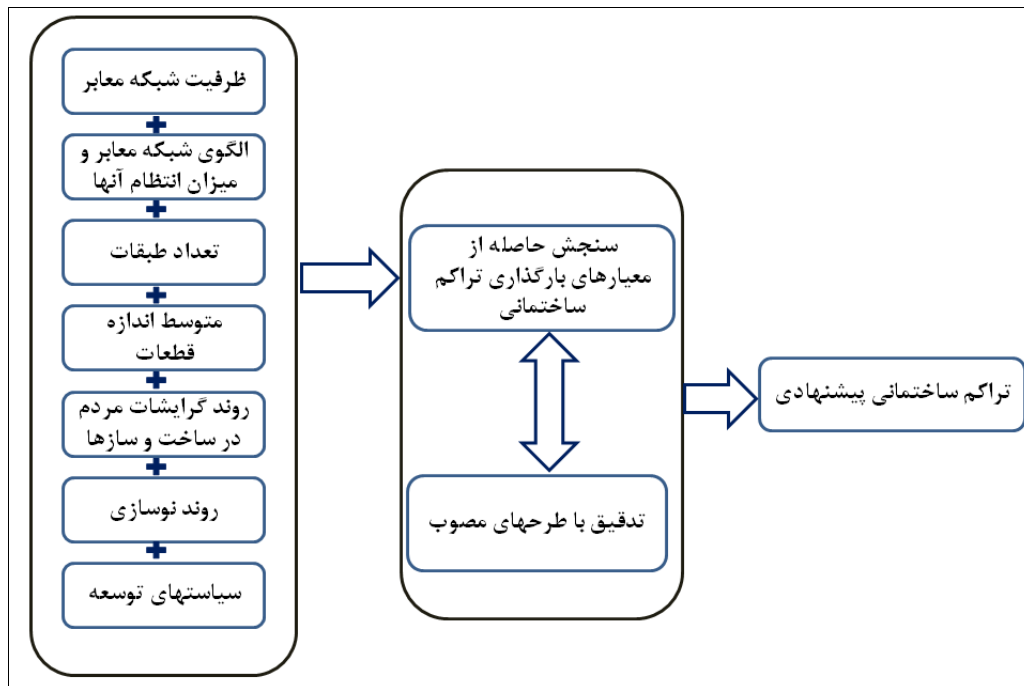 ظرفیت شبکه معابر
الگوی شبکه معابر و
میزان انتظام آنها
تعداد طبقات
متوسط اندازه
قطعات
روند گرایشات مردم
در ساخت و سازها
روند نوسازی
سیاستهای توسعه
سنجش حاصله از
معیارهای بارگذاری تراکم
ساختمانی
تدقیق با طرحهای مصوب
تراکم ساختمانی پیشنهادی